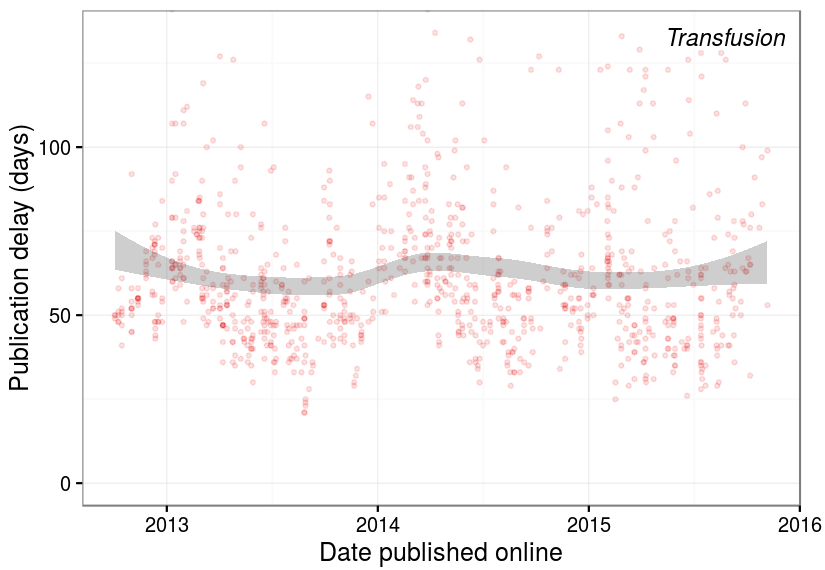 Transfusion
Publication delay (days)
100
50
0
2013 2014 2015 2016
Date published online